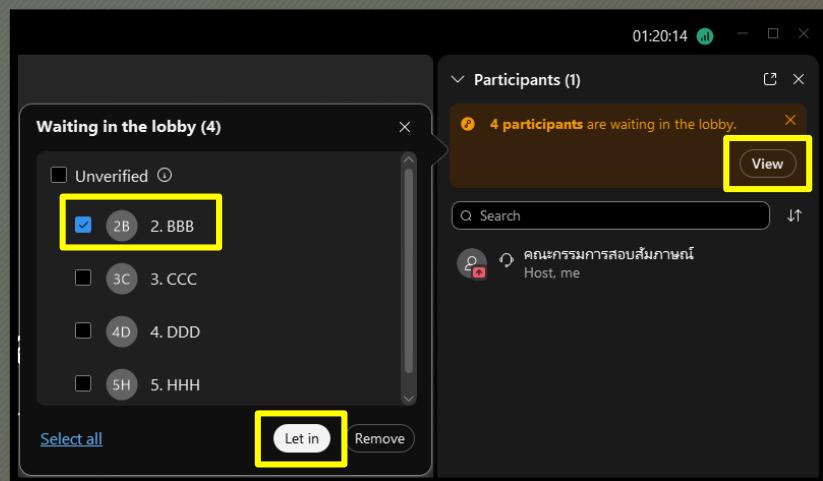 01:20:14
Participants (1)
4 participants are waiting in the lobby.
View
Search
คณะกรรมการสอบสัมภาษณ์
Host, me
Waiting in the lobby (4)
Unverified
2B 2. BBB
3C 3. CCC
4D 4. DDD
5H 5. HHH
Select all
Let in
Remove